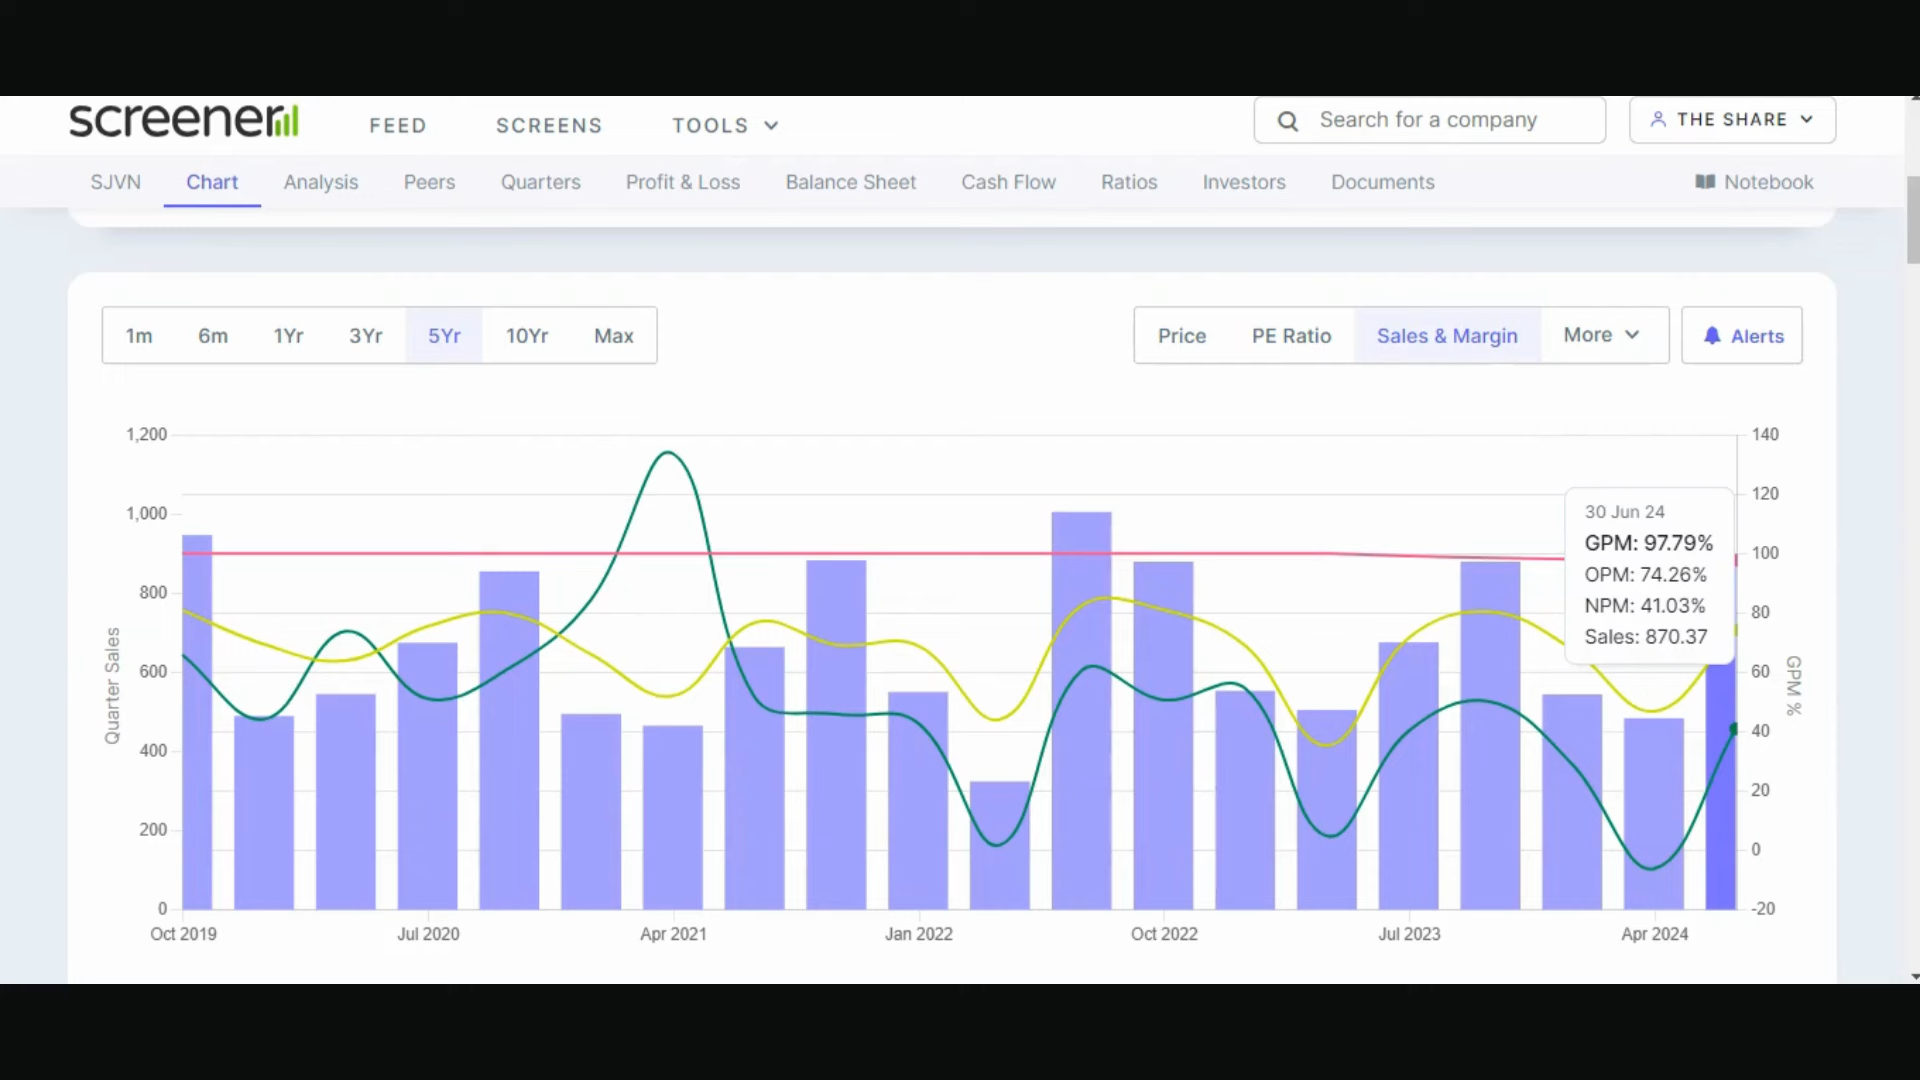 screener
FEED SCREENS TOOLS
Search for a company
THE SHARE
SJVN Chart Analysis Peers Quarters Profit & Loss Balance Sheet Cash Flow Ratios Investors Documents Notebook
1m 6m 1Yr 3Yr 5Yr 10Yr Max
Price PE Ratio Sales & Margin More Alerts
1,200
1,000
800
600
400
200
0
Quarter Sales
140
120
100
80
60
40
20
0
-20
GPM %
30 Jun 24
GPM: 97.79%
OPM: 74.26%
NPM: 41.03%
Sales: 870.37
Oct 2019 Jul 2020 Apr 2021 Jan 2022 Oct 2022 Jul 2023 Apr 2024